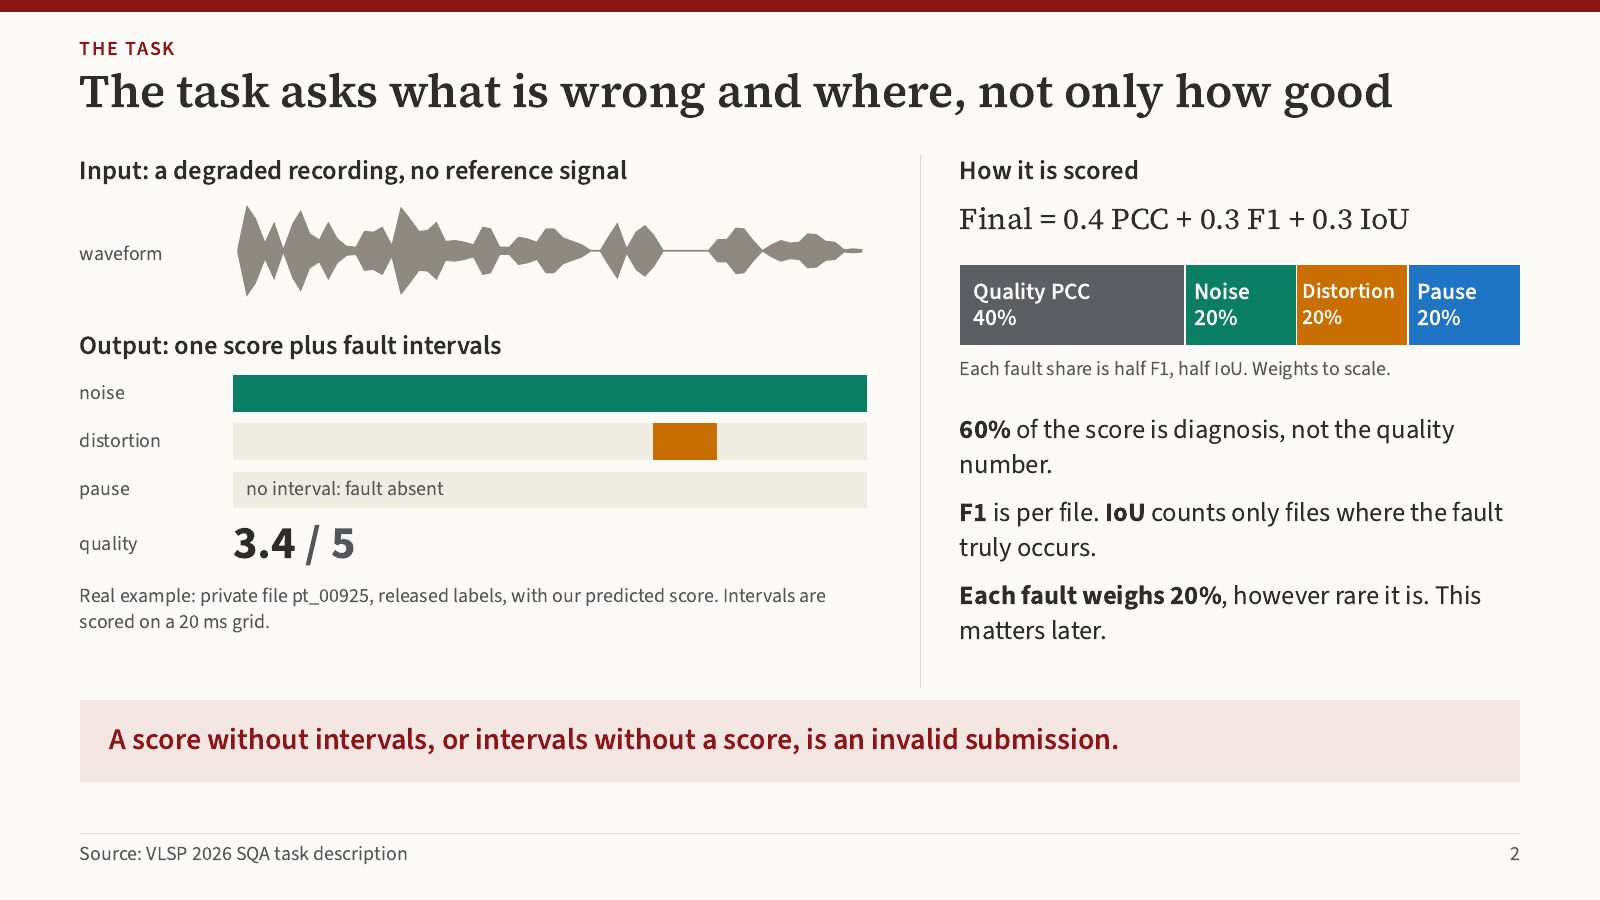 THE TASK
The task asks what is wrong and where, not only how good
Input: a degraded recording, no reference signal
waveform
Output: one score plus fault intervals
noise
distortion
pause
no interval: fault absent
quality
3.4 / 5
Real example: private file pt_00925, released labels, with our predicted score. Intervals are
scored on a 20 ms grid.
How it is scored
Final = 0.4 PCC + 0.3 F1 + 0.3 IoU
Quality PCC
40%
Noise
20%
Distortion
20%
Pause
20%
Each fault share is half F1, half IoU. Weights to scale.
60% of the score is diagnosis, not the quality
number.
F1 is per file. IoU counts only files where the fault
truly occurs.
Each fault weighs 20%, however rare it is. This
matters later.
A score without intervals, or intervals without a score, is an invalid submission.
Source: VLSP 2026 SQA task description
2